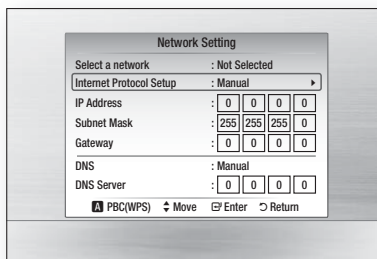 Network Setting
Select a network : Not Selected
Internet Protocol Setup : Manual
IP Address : 0 0 0 0
Subnet Mask : 255 255 255 0
Gateway : 0 0 0 0
DNS : Manual
DNS Server : 0 0 0 0
A PBC(WPS) Move Enter Return